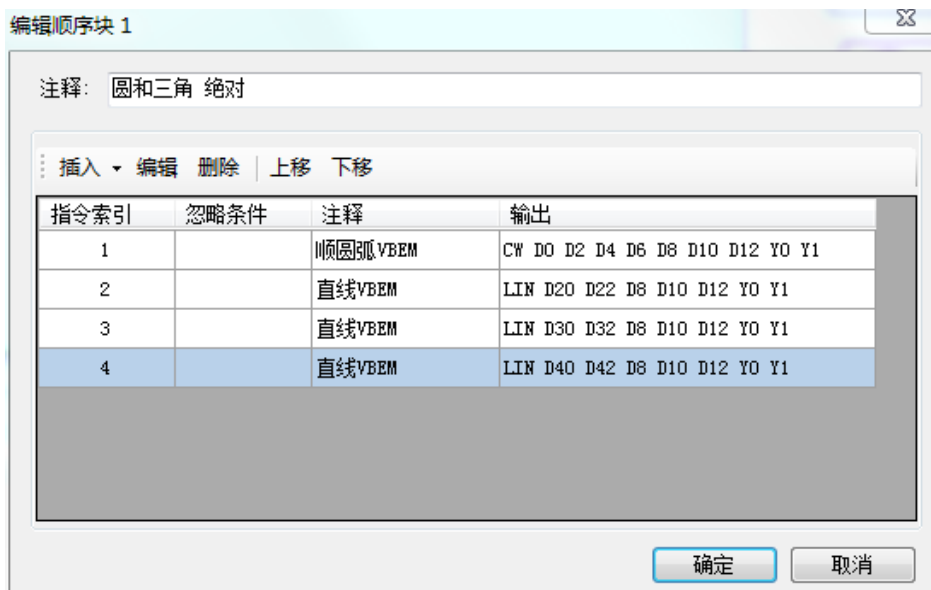 编辑顺序块 1
注释: 圆和三角 绝对
插入 编辑 删除 上移 下移
指令索引 忽略条件 注释 输出
1 顺圆弧VBEM CW D0 D2 D4 D6 D8 D10 D12 Y0 Y1
2 直线VBEM LIN D20 D22 D8 D10 D12 Y0 Y1
3 直线VBEM LIN D30 D32 D8 D10 D12 Y0 Y1
4 直线VBEM LIN D40 D42 D8 D10 D12 Y0 Y1
确定 取消